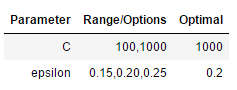 Parameter Range/Options Optimal
C 100,1000 1000
epsilon 0.15,0.20,0.25 0.2